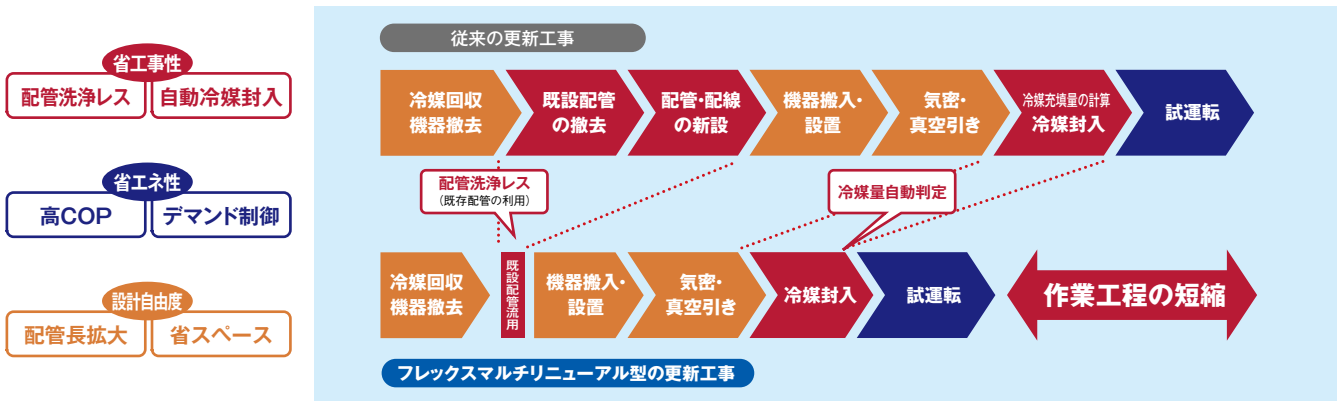 省工事性
配管洗浄レス
自動冷媒封入
省エネ性
高COP
デマンド制御
設計自由度
配管長拡大
省スペース
従来の更新工事
冷媒回収
機器撤去
既設配管
の撤去
配管・配線
の新設
機器搬入・
設置
気密・
真空引き
冷媒充填量の計算
冷媒封入
試運転
配管洗浄レス
(既存配管の利用)
冷媒量自動判定
冷媒回収
機器撤去
既設配管流用
機器搬入・
設置
気密・
真空引き
冷媒封入
試運転
作業工程の短縮
フレックスマルチリニューアル型の更新工事